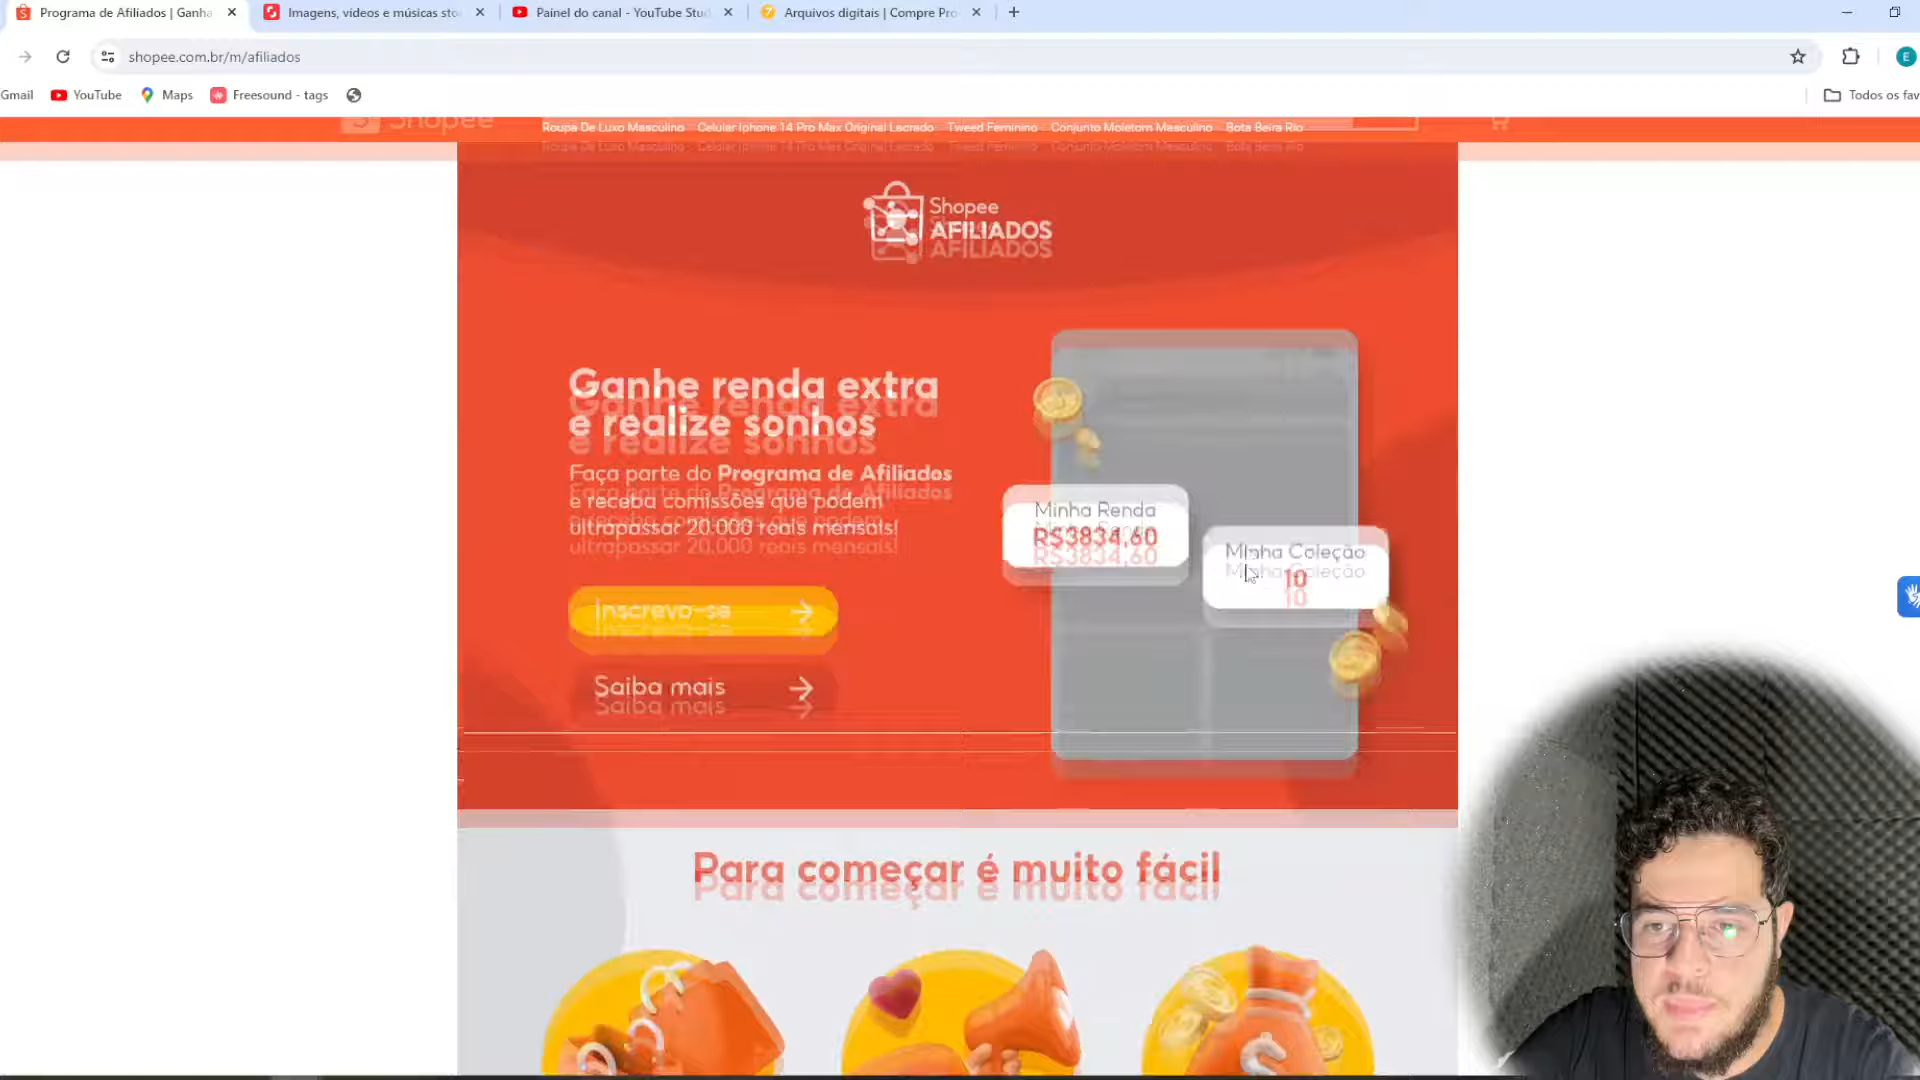 Programa de Afiliados | Ganha
Imagens, vídeos e músicas sto
Painel do canal - YouTube Stud
Arquivos digitais | Compre Pro
shopee.com.br/m/afiliados
E
Gmail
YouTube
Maps
Freesound - tags
Todos os fav
Shopee
Roupa De Luxo Masculino
Celular Iphone 14 Pro Max Original Lacrado
Tweed Feminino
Conjunto Moletom Masculino
Bota Beira Rio
Shopee
AFILIADOS
Ganhe renda extra
e realize sonhos
Faça parte do Programa de Afiliados
e receba comissões que podem
ultrapassar 20.000 reais mensais!
Minha Renda
R$3834,60
Minha Coleção
10
Inscreva-se
Saiba mais
Para começar é muito fácil